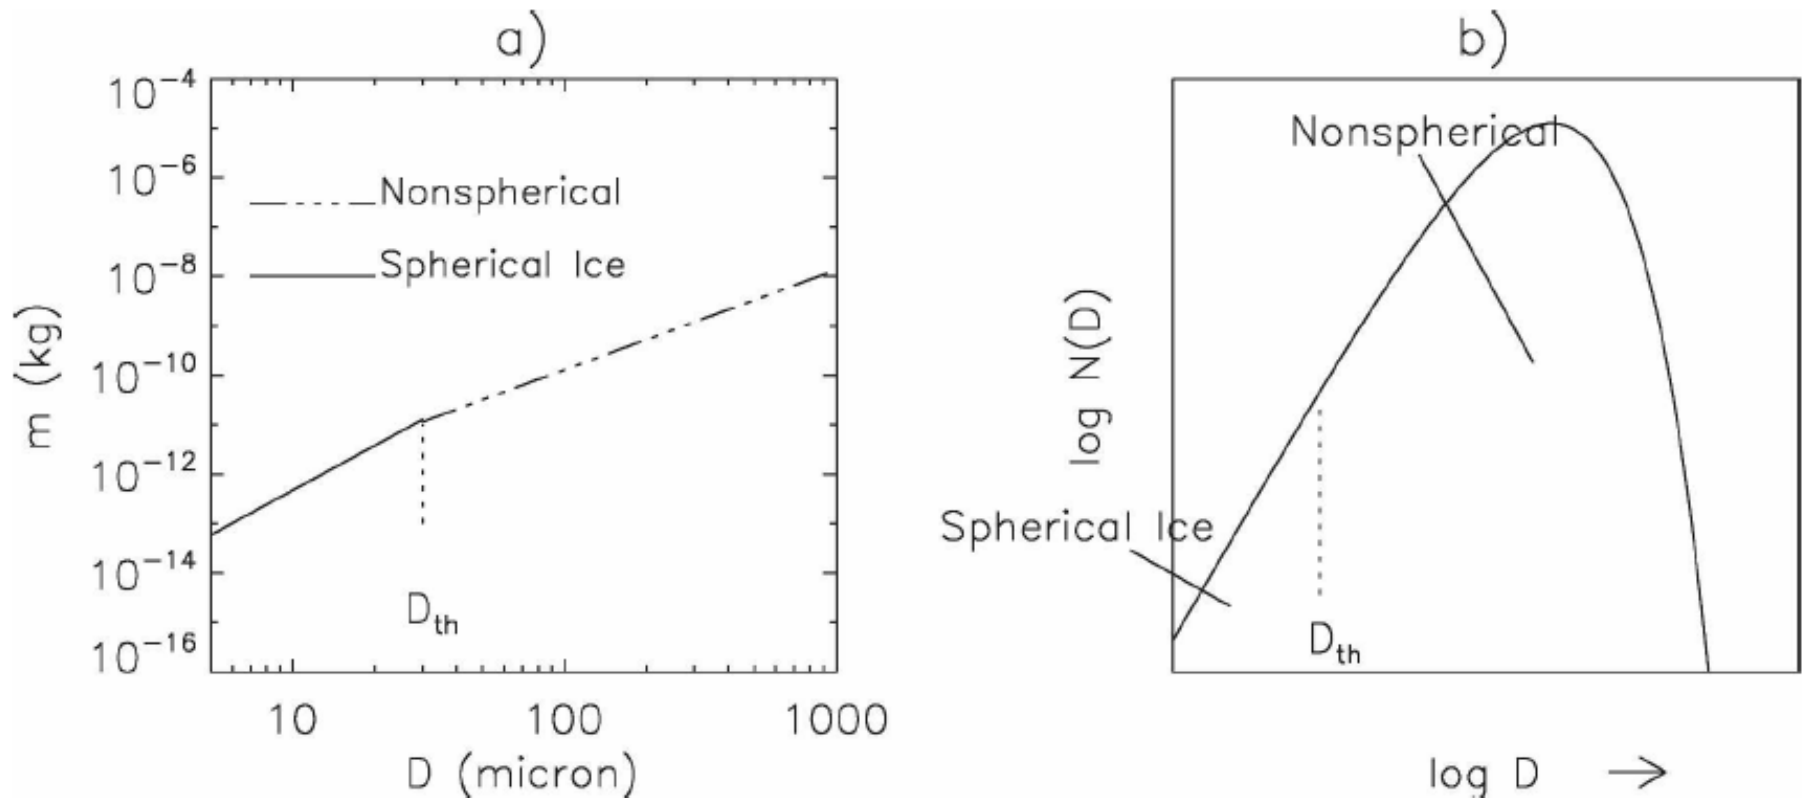 a)
10⁻⁴
10⁻⁶
10⁻⁸
10⁻¹⁰
10⁻¹²
10⁻¹⁴
10⁻¹⁶
m (kg)
Nonspherical
Spherical Ice
D_th
10 100 1000
D (micron)
b)
Nonspherical
log N(D)
Spherical Ice
D_th
log D →